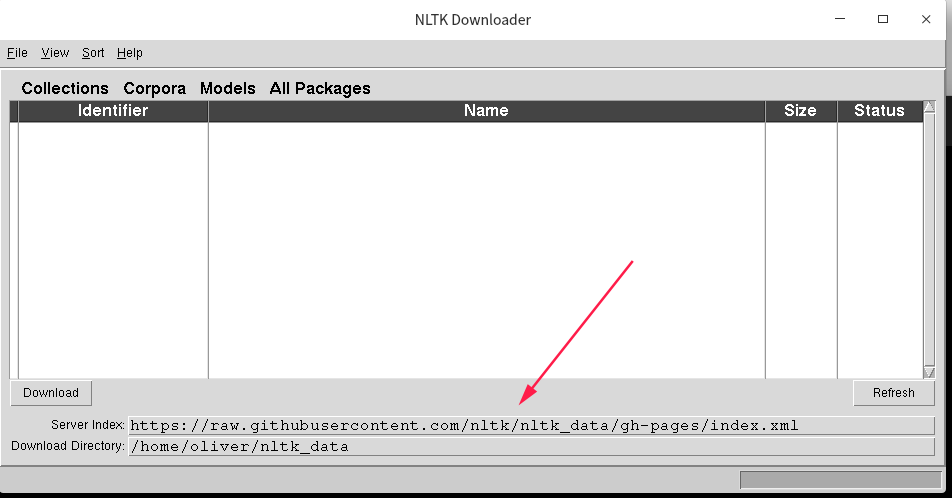 NLTK Downloader
File View Sort Help
Collections Corpora Models All Packages
Identifier Name Size Status
Download Refresh
Server Index: https://raw.githubusercontent.com/nltk/nltk_data/gh-pages/index.xml
Download Directory: /home/oliver/nltk_data